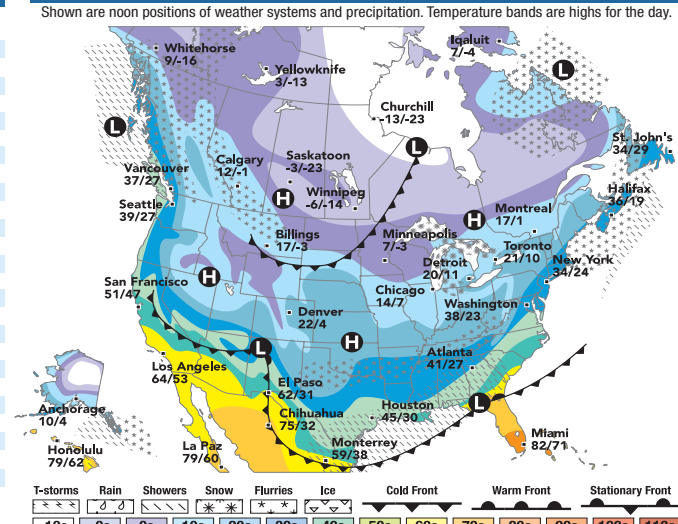 Shown are noon positions of weather systems and precipitation. Temperature bands are highs for the day.
Whitehorse
9/-16
Yellowknife
3/-13
Iqaluit
7/-4
L
Churchill
-13/-23
L
L
St. John's
34/29
Vancouver
37/27
Calgary
12/-1
Saskatoon
-3/-23
Winnipeg
-6/-14
H
Halifax
36/19
Seattle
39/27
H
Montreal
17/1
Billings
17/-3
Minneapolis
7/-3
Toronto
21/10
Detroit
20/11
New York
34/24
H
San Francisco
51/47
Chicago
14/7
Washington
38/23
Denver
22/4
H
L
Atlanta
41/27
Los Angeles
64/53
El Paso
62/31
Houston
45/30
L
Chihuahua
75/32
Anchorage
10/4
Miami
82/71
Honolulu
79/62
La Paz
79/60
Monterrey
59/38
T-storms Rain Showers Snow Flurries Ice Cold Front Warm Front Stationary Front